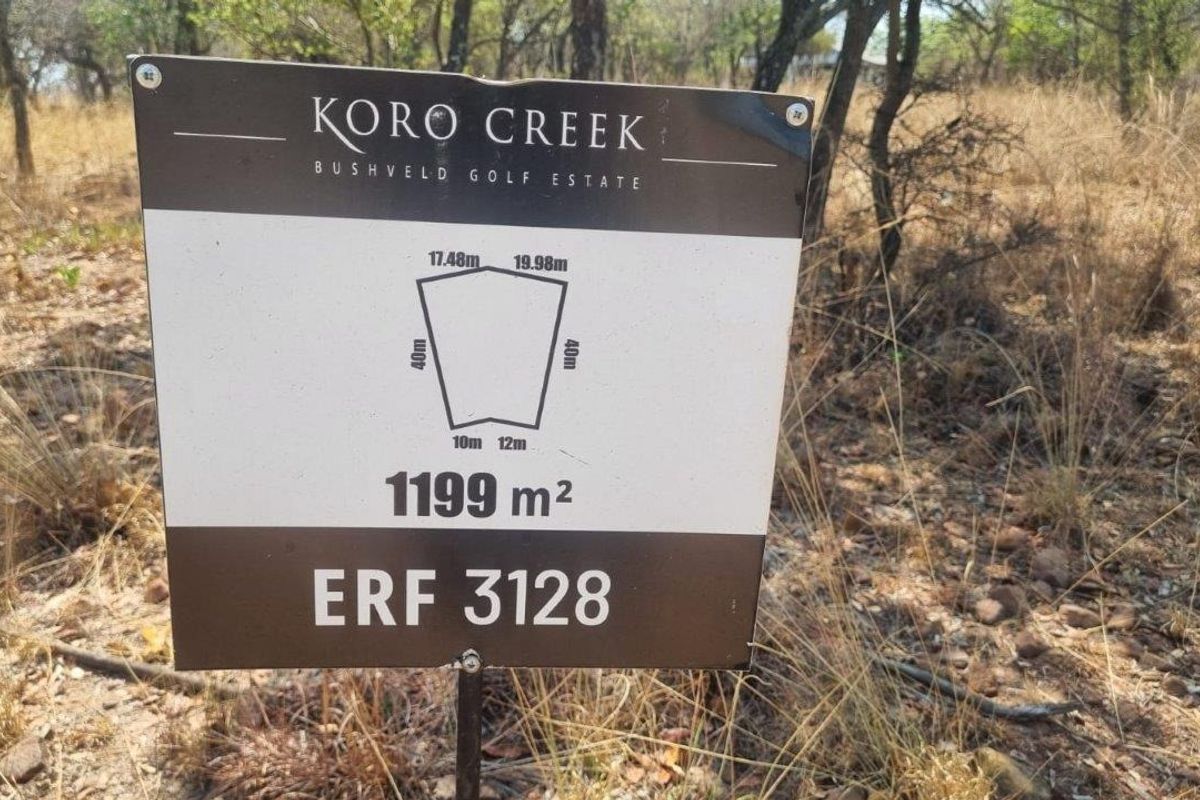 KORO CREEK
BUSHVELD GOLF ESTATE
17.48m 19.98m
40m 40m
10m 12m
1199 m²
ERF 3128